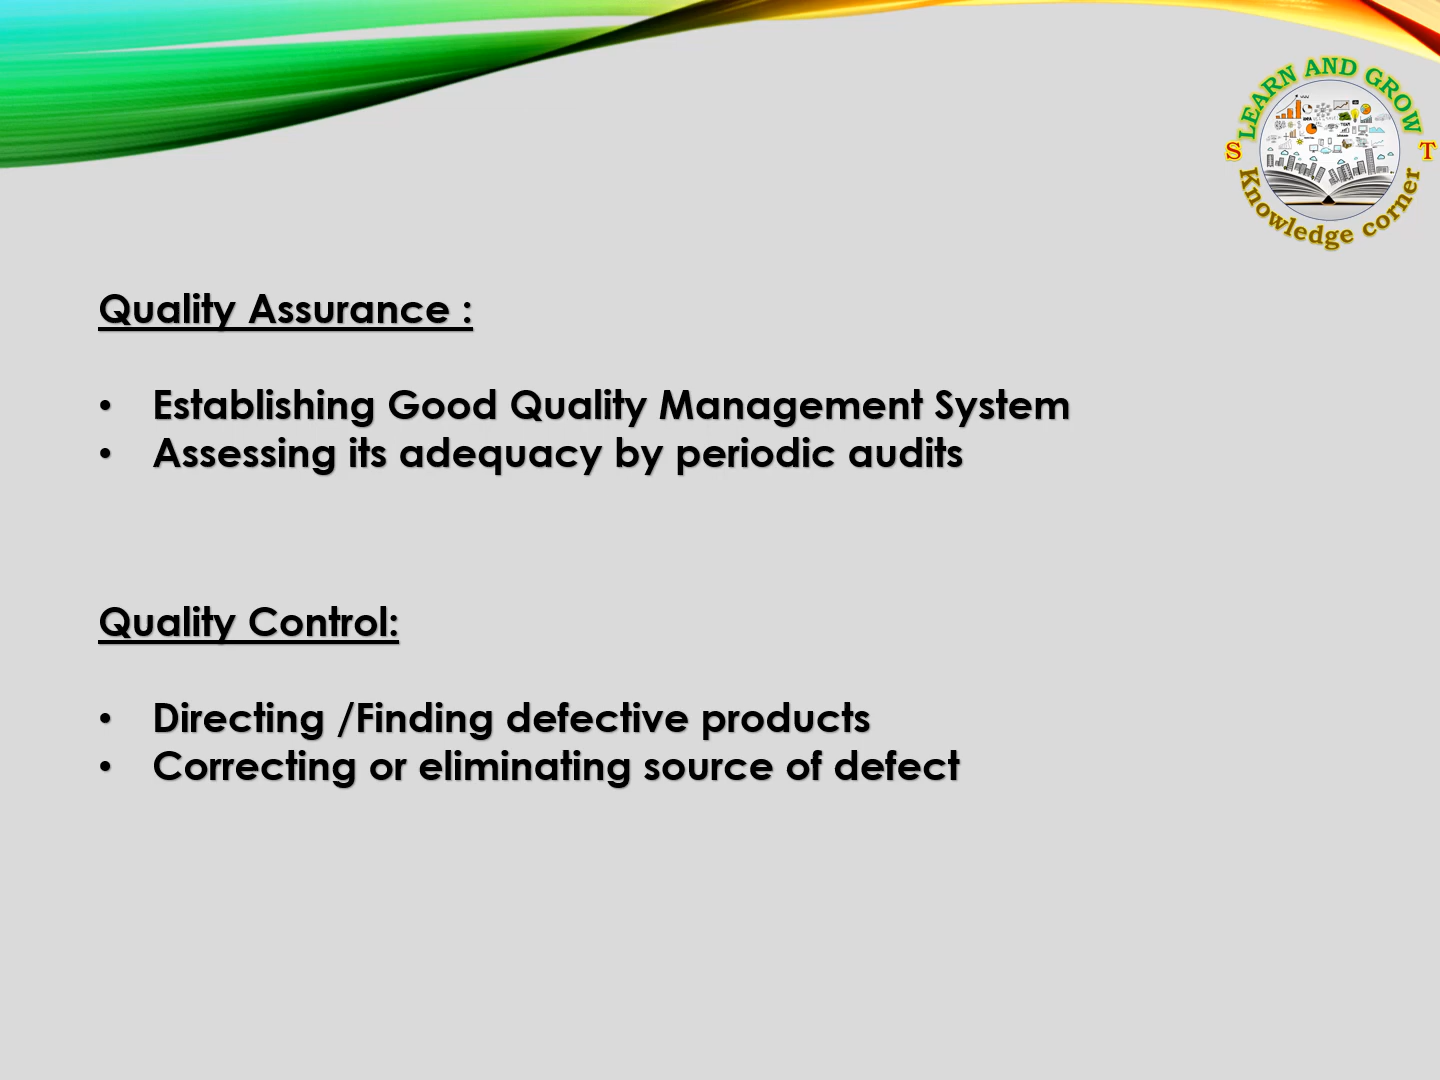 LEARN AND GROW
S T
Knowledge corner
Quality Assurance :
• Establishing Good Quality Management System
• Assessing its adequacy by periodic audits
Quality Control:
• Directing /Finding defective products
• Correcting or eliminating source of defect